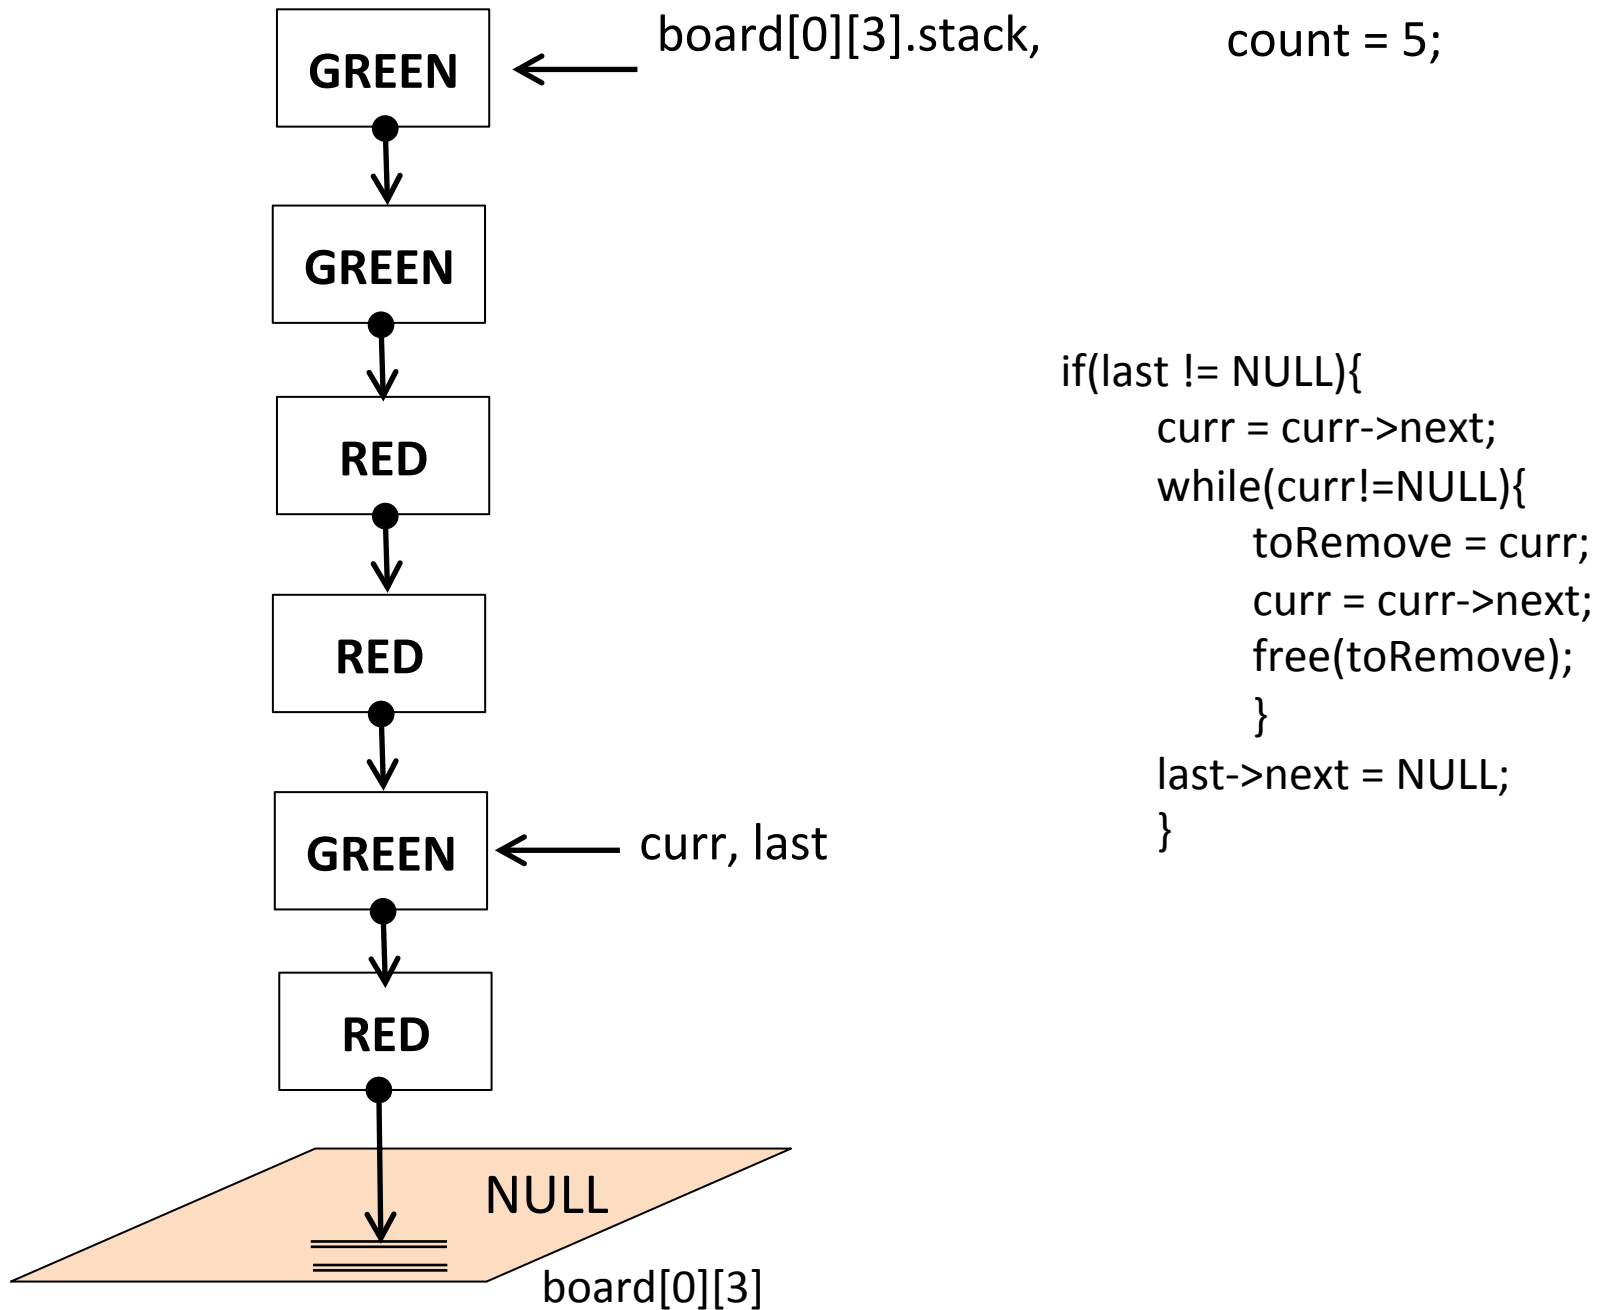 board[0][3].stack,
count = 5;
GREEN
GREEN
RED
RED
GREEN
curr, last
RED
NULL
board[0][3]
if(last != NULL){
curr = curr->next;
while(curr!=NULL){
toRemove = curr;
curr = curr->next;
free(toRemove);
}
last->next = NULL;
}